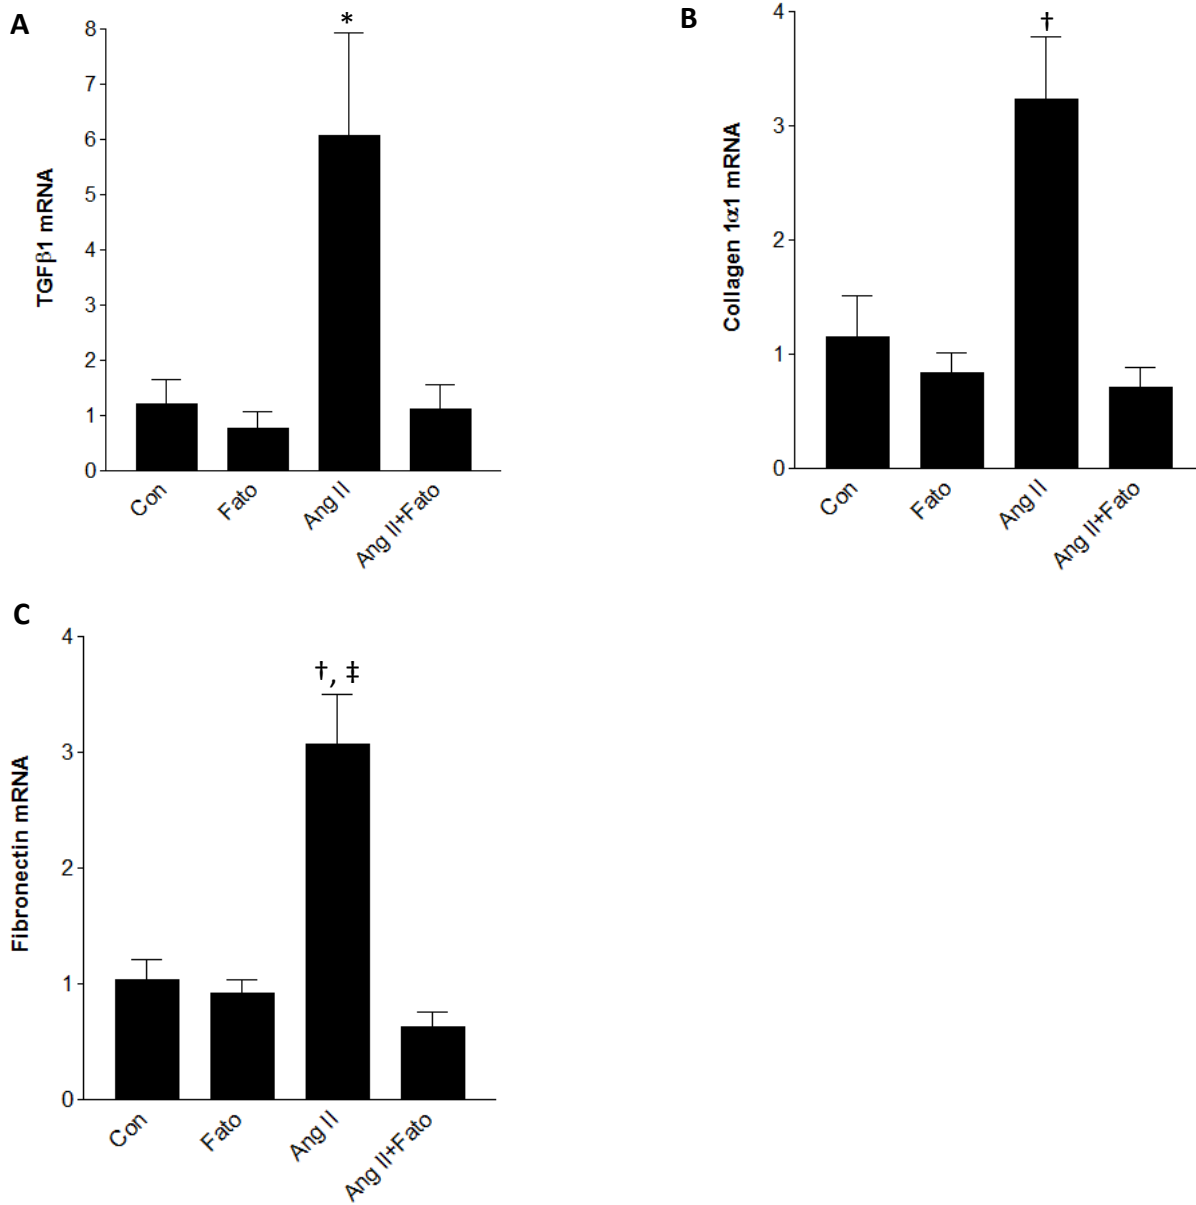 A
*
8
7
6
5
4
3
2
1
0
TGFβ1 mRNA
Con
Fato
Ang II
Ang II+Fato
B
†
4
3
2
1
0
Collagen 1α1 mRNA
Con
Fato
Ang II
Ang II+Fato
C
†, ‡
4
3
2
1
0
Fibronectin mRNA
Con
Fato
Ang II
Ang II+Fato